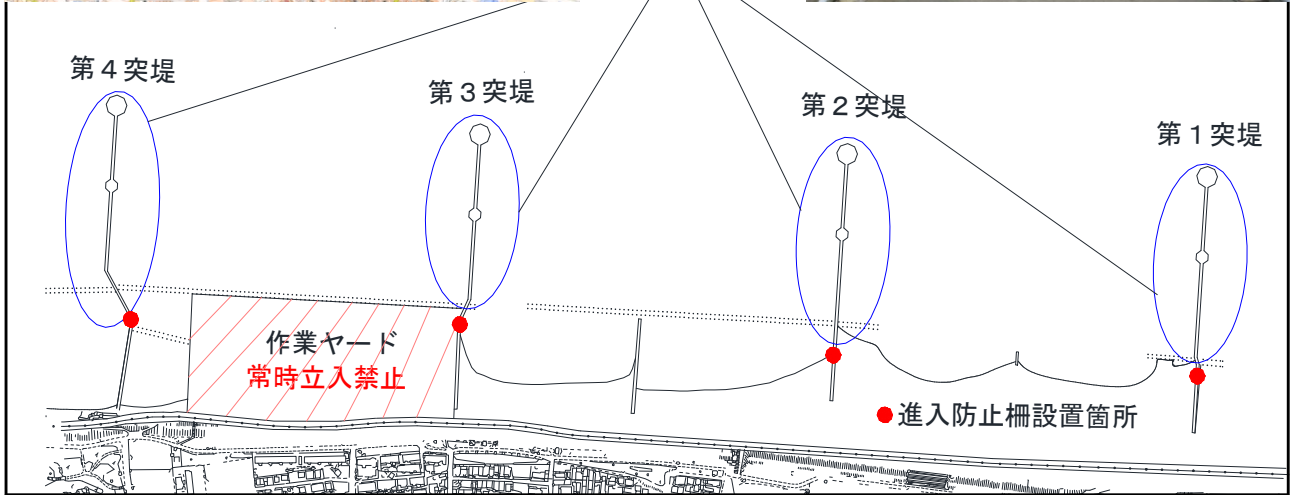 第４突堤
第３突堤
第２突堤
第１突堤
作業ヤード
常時立入禁止
進入防止柵設置箇所